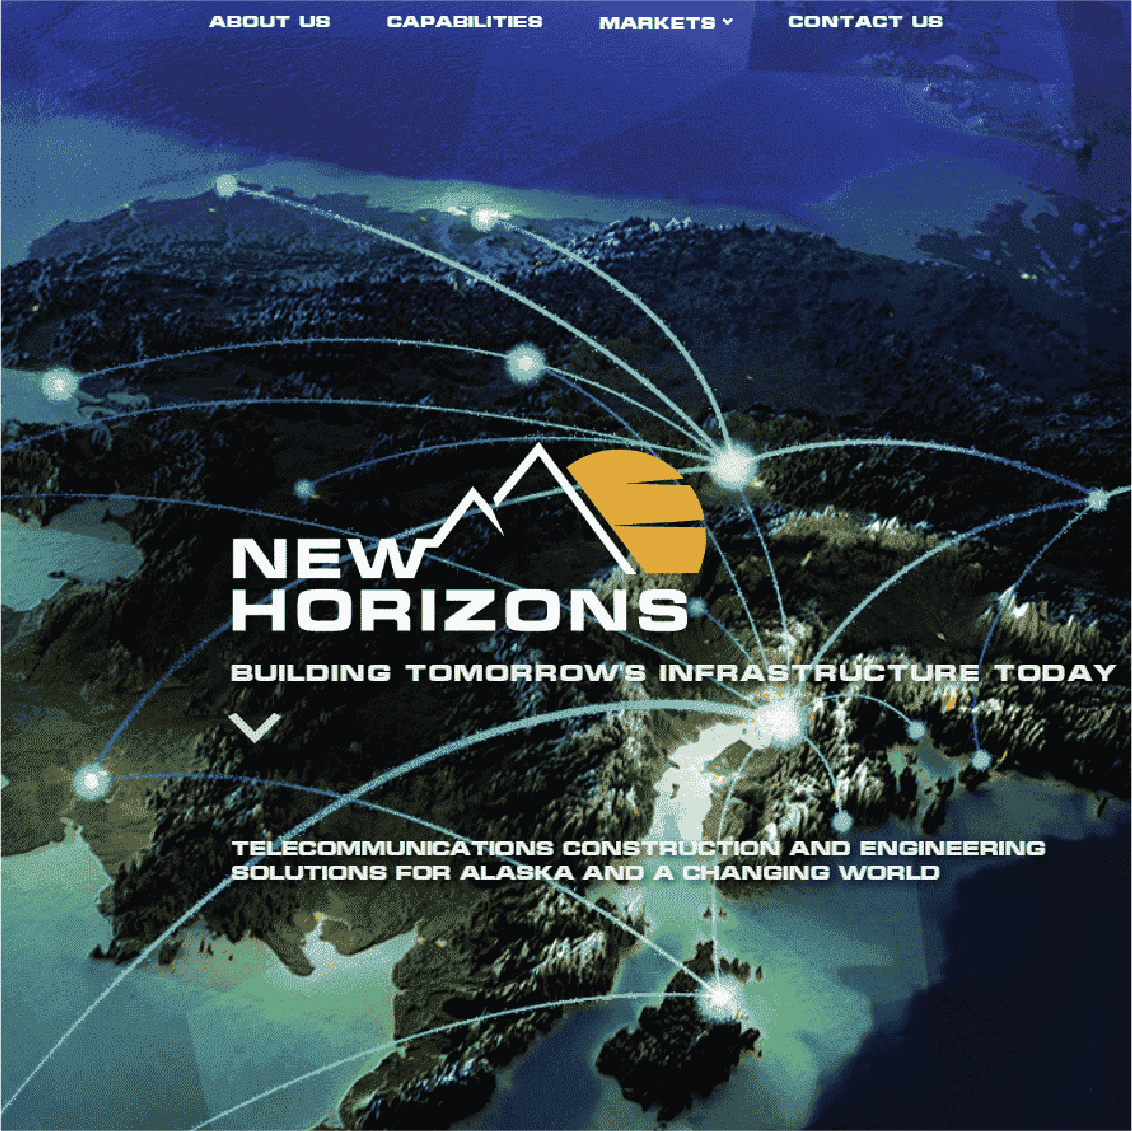 ABOUT US CAPABILITIES MARKETS CONTACT US
NEW
HORIZONS
BUILDING TOMORROW'S INFRASTRUCTURE TODAY
TELECOMMUNICATIONS CONSTRUCTION AND ENGINEERING
SOLUTIONS FOR ALASKA AND A CHANGING WORLD